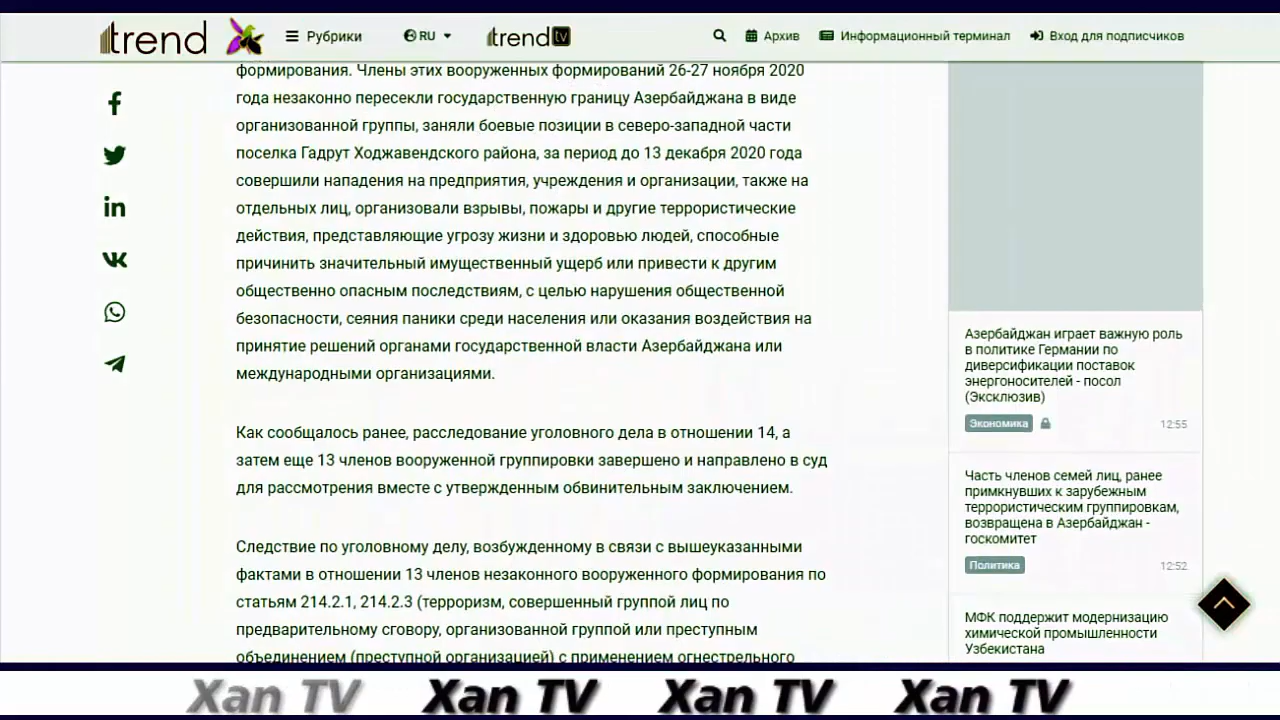 trend
Рубрики
RU
trend tv
Архив
Информационный терминал
Вход для подписчиков
формирования. Члены этих вооруженных формирований 26-27 ноября 2020
года незаконно пересекли государственную границу Азербайджана в виде
организованной группы, заняли боевые позиции в северо-западной части
поселка Гадрут Ходжавендского района, за период до 13 декабря 2020 года
совершили нападения на предприятия, учреждения и организации, также на
отдельных лиц, организовали взрывы, пожары и другие террористические
действия, представляющие угрозу жизни и здоровью людей, способные
причинить значительный имущественный ущерб или привести к другим
общественно опасным последствиям, с целью нарушения общественной
безопасности, сеяния паники среди населения или оказания воздействия на
принятие решений органами государственной власти Азербайджана или
международными организациями.
Как сообщалось ранее, расследование уголовного дела в отношении 14, а
затем еще 13 членов вооруженной группировки завершено и направлено в суд
для рассмотрения вместе с утвержденным обвинительным заключением.
Следствие по уголовному делу, возбужденному в связи с вышеуказанными
фактами в отношении 13 членов незаконного вооруженного формирования по
статьям 214.2.1, 214.2.3 (терроризм, совершенный группой лиц по
предварительному сговору, организованной группой или преступным
объединением (преступной организацией) с применением огнестрельного
Азербайджан играет важную роль
в политике Германии по
диверсификации поставок
энергоносителей - посол
(Эксклюзив)
Экономика
12:55
Часть членов семей лиц, ранее
примкнувших к зарубежным
террористическим группировкам,
возвращена в Азербайджан -
госкомитет
Политика
12:52
МФК поддержит модернизацию
химической промышленности
Узбекистана
Xan TV Xan TV Xan TV Xan TV